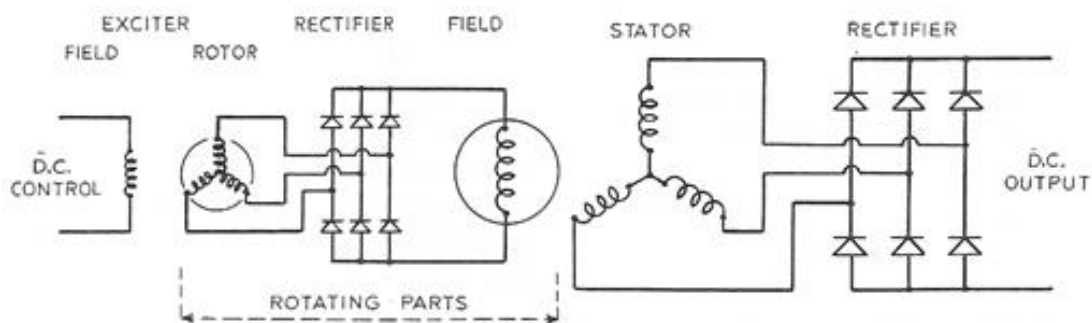 EXCITER
RECTIFIER
FIELD
STATOR
RECTIFIER
FIELD
ROTOR
D.C.
CONTROL
D.C.
OUTPUT
ROTATING PARTS